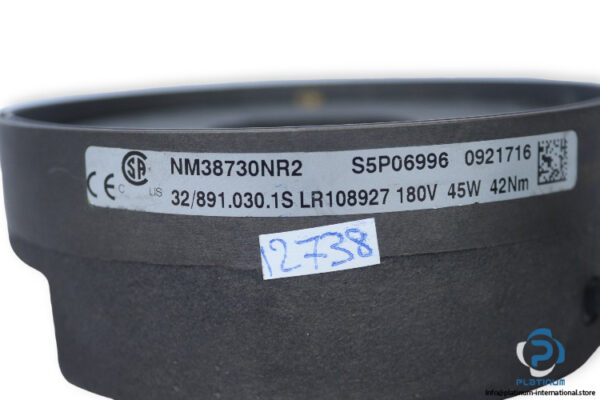 NM38730NR2 S5P06996 0921716
CE C SA US 32/891.030.1S LR108927 180V 45W 42Nm
12738
PLATINUM
info@platinum-international.store